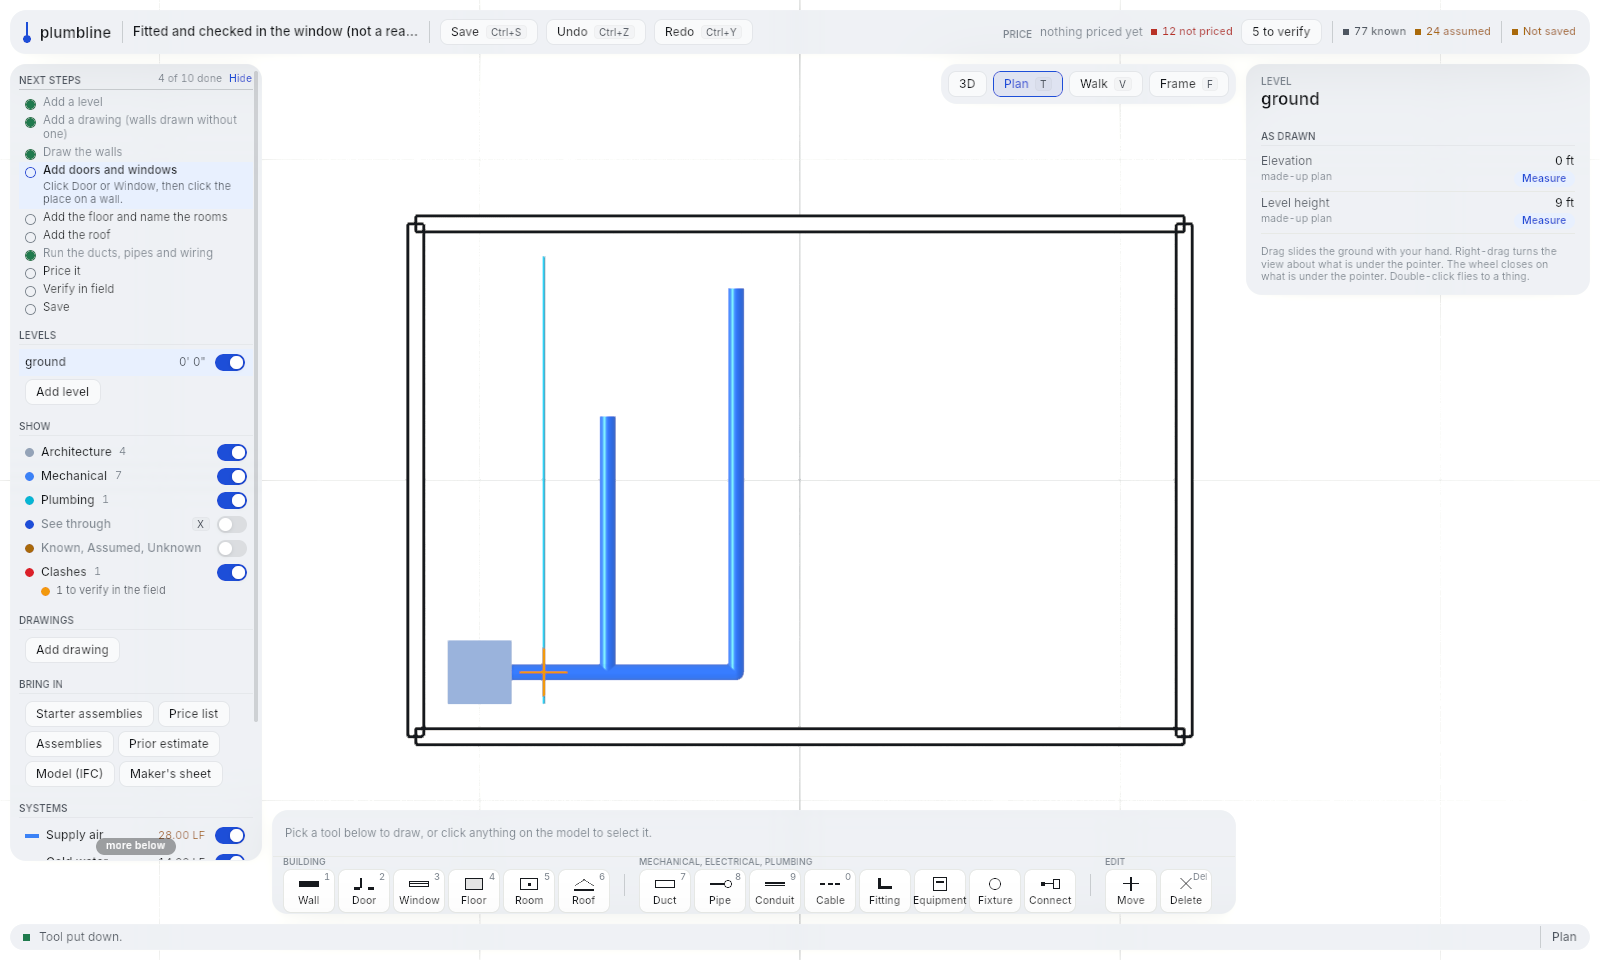 plumbline
Fitted and checked in the window (not a rea...
Save Ctrl+S
Undo Ctrl+Z
Redo Ctrl+Y
PRICE nothing priced yet
12 not priced
5 to verify
77 known
24 assumed
Not saved
NEXT STEPS
4 of 10 done Hide
Add a level
Add a drawing (walls drawn without
one)
Draw the walls
Add doors and windows
Click Door or Window, then click the
place on a wall.
Add the floor and name the rooms
Add the roof
Run the ducts, pipes and wiring
Price it
Verify in field
Save
LEVELS
ground 0' 0"
Add level
SHOW
Architecture 4
Mechanical 7
Plumbing 1
See through X
Known, Assumed, Unknown
Clashes 1
1 to verify in the field
DRAWINGS
Add drawing
BRING IN
Starter assemblies Price list
Assemblies Prior estimate
Model (IFC) Maker's sheet
SYSTEMS
Supply air 28.00 LF
more below
3D
Plan T
Walk V
Frame F
LEVEL
ground
AS DRAWN
Elevation 0 ft
made-up plan Measure
Level height 9 ft
made-up plan Measure
Drag slides the ground with your hand. Right-drag turns the
view about what is under the pointer. The wheel closes on
what is under the pointer. Double-click flies to a thing.
Pick a tool below to draw, or click anything on the model to select it.
BUILDING
Wall 1
Door 2
Window 3
Floor 4
Room 5
Roof 6
MECHANICAL, ELECTRICAL, PLUMBING
Duct 7
Pipe 8
Conduit 9
Cable 0
Fitting
Equipment
Fixture
Connect
EDIT
Move
Delete Del
Tool put down.
Plan